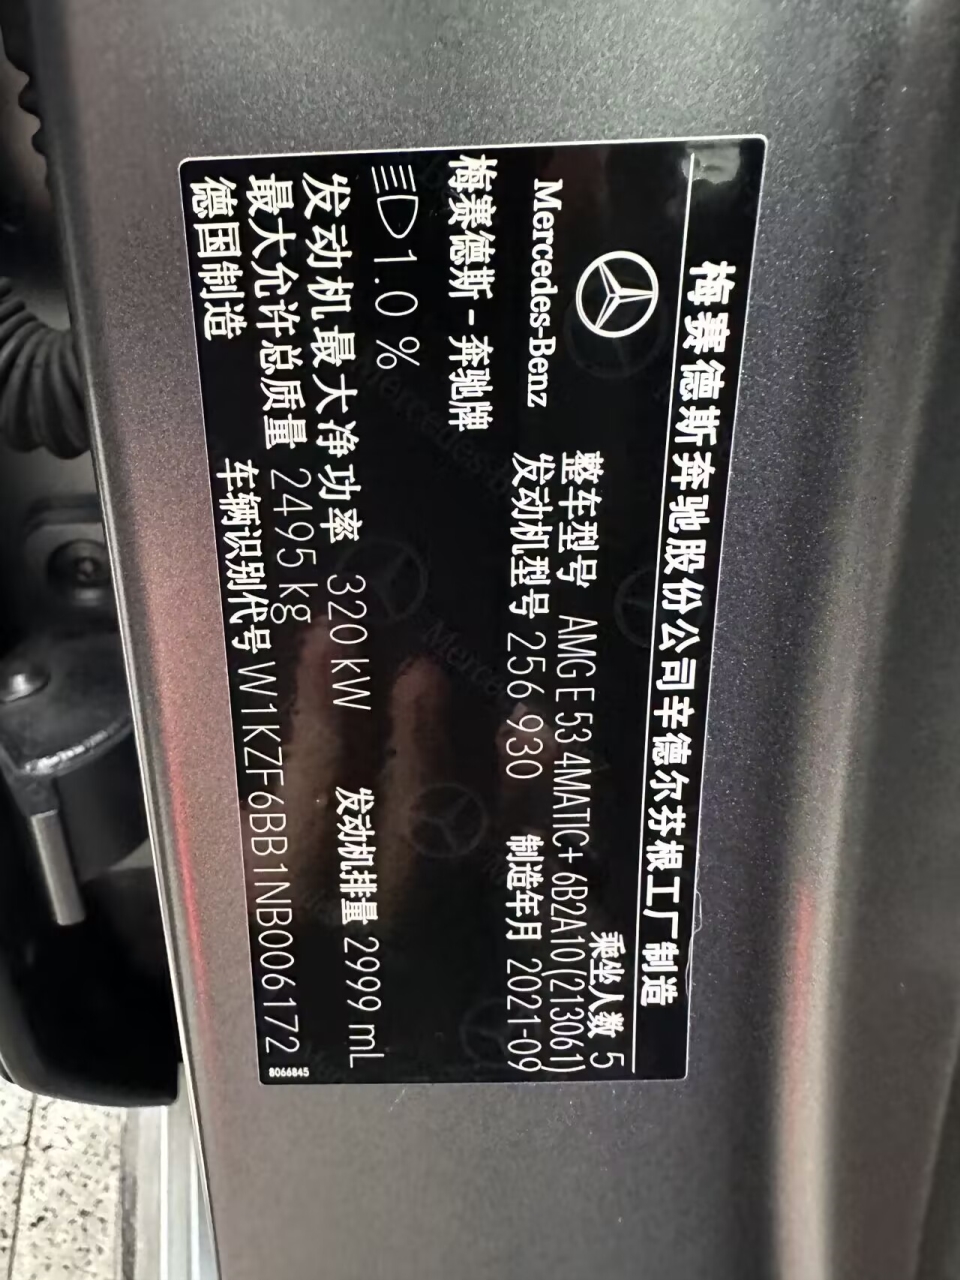 梅赛德斯奔驰股份公司辛德尔芬根工厂制造
乘坐人数 5
整车型号 AMG E 53 4MATIC+ 6B2A10(213061)
Mercedes-Benz
发动机型号 256 930 制造年月 2021-09
梅赛德斯-奔驰牌
1.0 %
发动机最大净功率 320 kW 发动机排量 2999 mL
最大允许总质量 2495 kg
德国制造 车辆识别代号 W1KZF6BB1NB006172
8066845